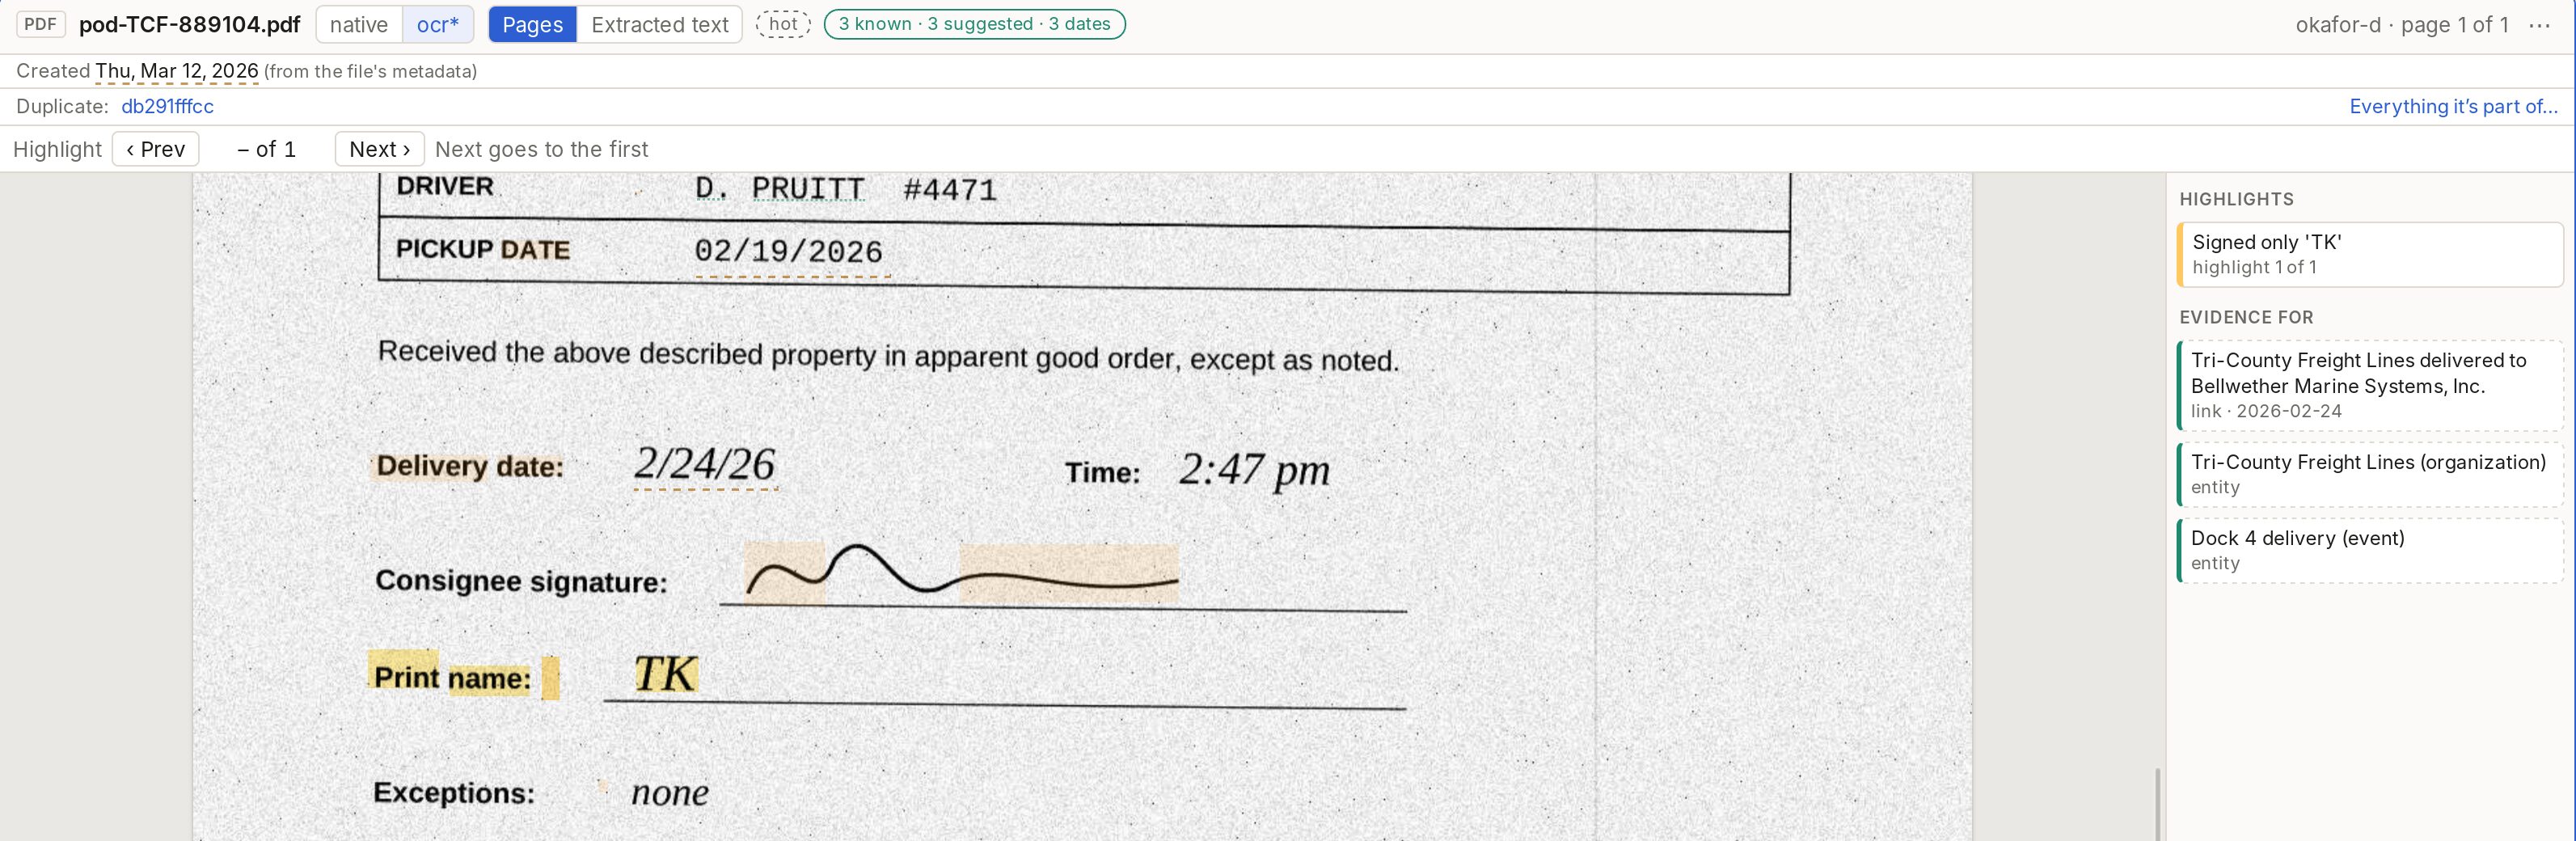 PDF pod-TCF-889104.pdf native ocr* Pages Extracted text hot 3 known · 3 suggested · 3 dates okafor-d · page 1 of 1 ···
Created Thu, Mar 12, 2026 (from the file's metadata)
Duplicate: db291fffcc Everything it’s part of…
Highlight ‹ Prev – of 1 Next › Next goes to the first
DRIVER D. PRUITT #4471
PICKUP DATE 02/19/2026
Received the above described property in apparent good order, except as noted.
Delivery date: 2/24/26 Time: 2:47 pm
Consignee signature:
Print name: TK
Exceptions: none
HIGHLIGHTS
Signed only 'TK'
highlight 1 of 1
EVIDENCE FOR
Tri-County Freight Lines delivered to
Bellwether Marine Systems, Inc.
link · 2026-02-24
Tri-County Freight Lines (organization)
entity
Dock 4 delivery (event)
entity